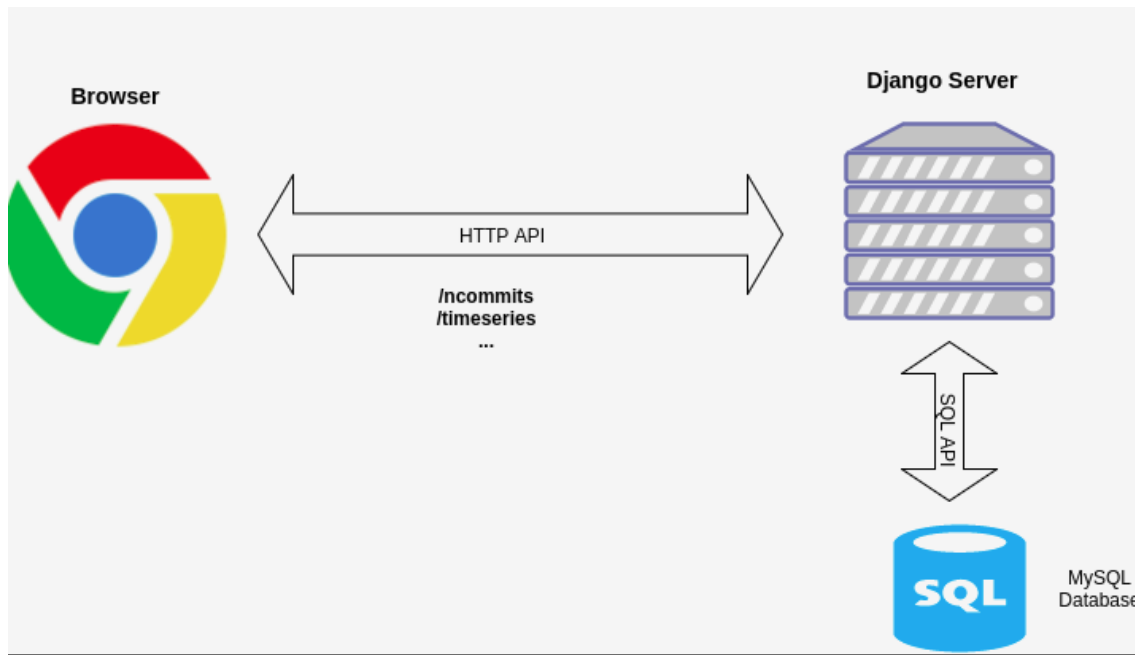 Browser
Django Server
HTTP API
/ncommits
/timeseries
...
SQL API
SQL
MySQL
Database